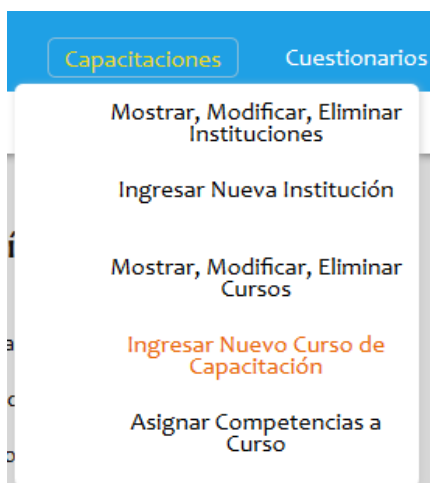 Capacitaciones
Cuestionarios
Mostrar, Modificar, Eliminar
Instituciones
Ingresar Nueva Institución
Mostrar, Modificar, Eliminar
Cursos
Ingresar Nuevo Curso de
Capacitación
Asignar Competencias a
Curso